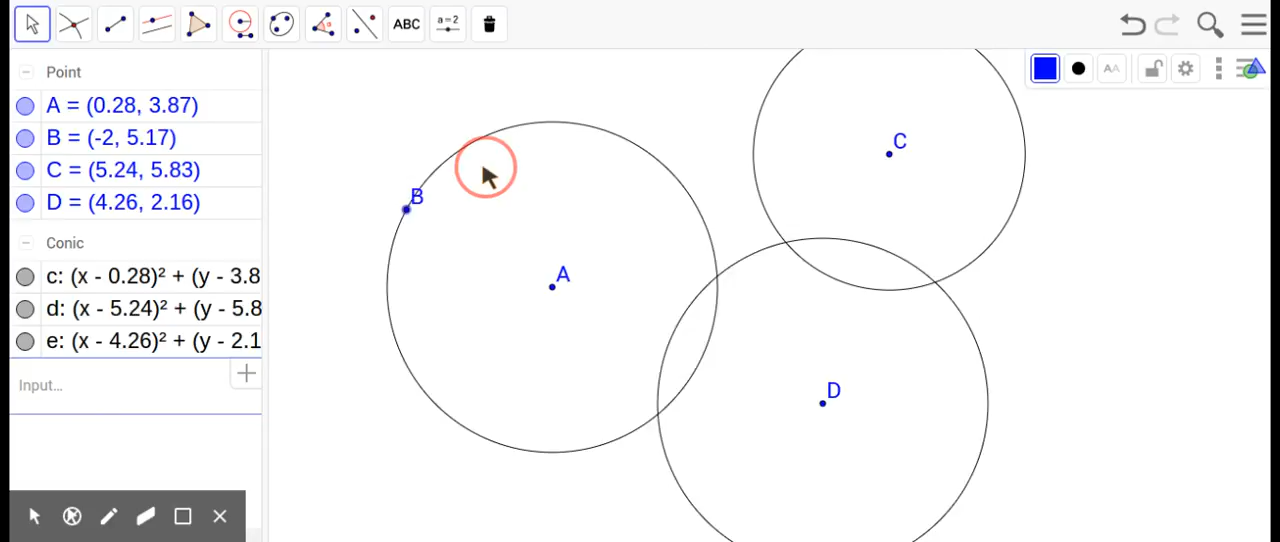 ABC
a=2
AA
Point
A = (0.28, 3.87)
B = (-2, 5.17)
C = (5.24, 5.83)
D = (4.26, 2.16)
Conic
c: (x - 0.28)² + (y - 3.8
d: (x - 5.24)² + (y - 5.8
e: (x - 4.26)² + (y - 2.1
Input...
B
A
C
D